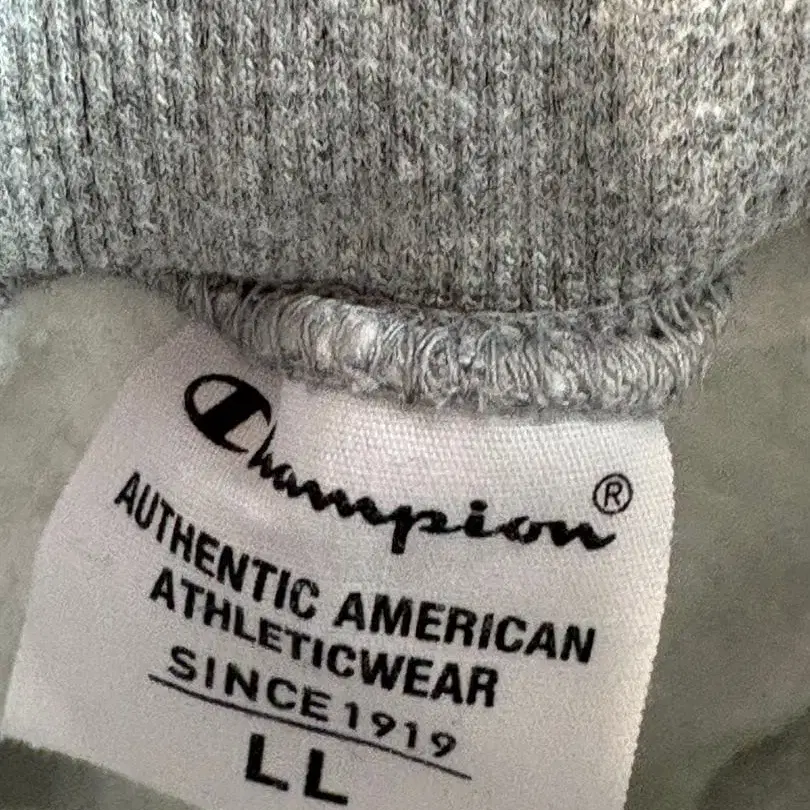 Champion®
AUTHENTIC AMERICAN
ATHLETICWEAR
SINCE 1919
LL